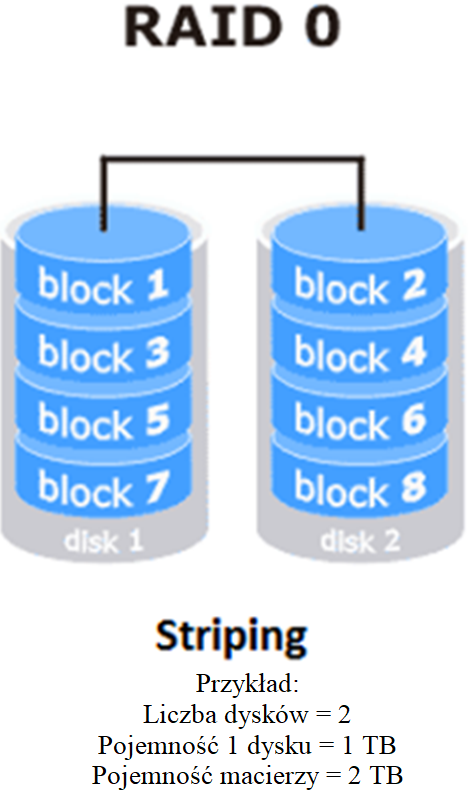 RAID 0
block 1
block 2
block 3
block 4
block 5
block 6
block 7
block 8
disk 1
disk 2
Striping
Przykład:
Liczba dysków = 2
Pojemność 1 dysku = 1 TB
Pojemność macierzy = 2 TB